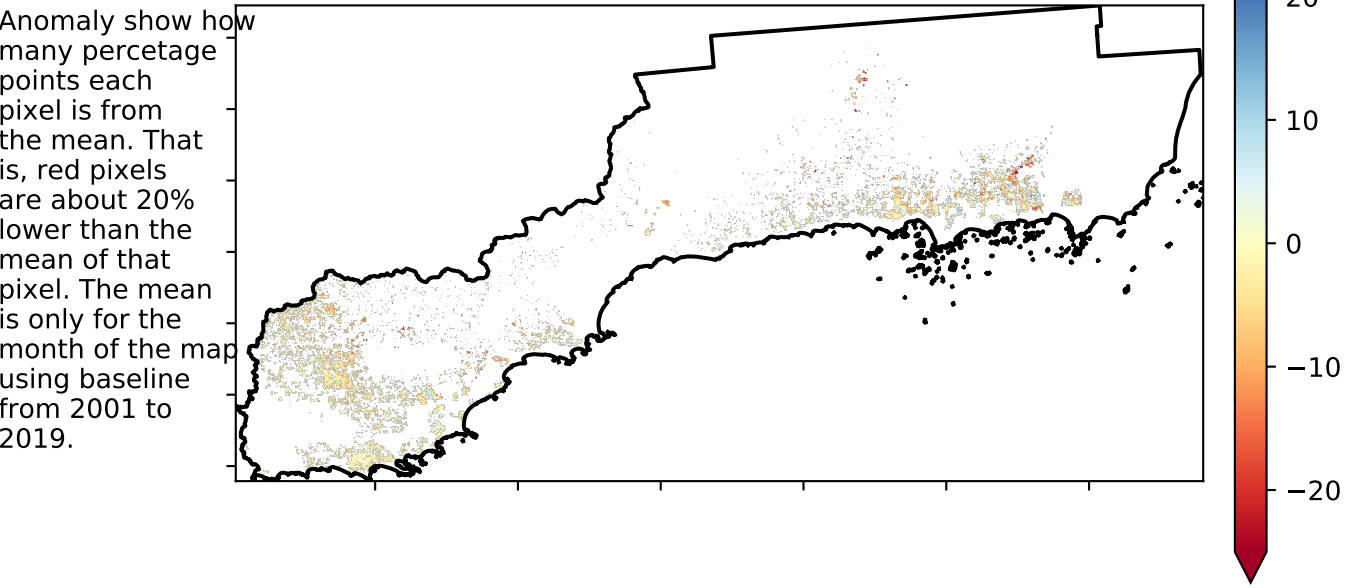 Anomaly show how
many percetage
points each
pixel is from
the mean. That
is, red pixels
are about 20%
lower than the
mean of that
pixel. The mean
is only for the
month of the map
using baseline
from 2001 to
2019.
20
10
0
−10
−20